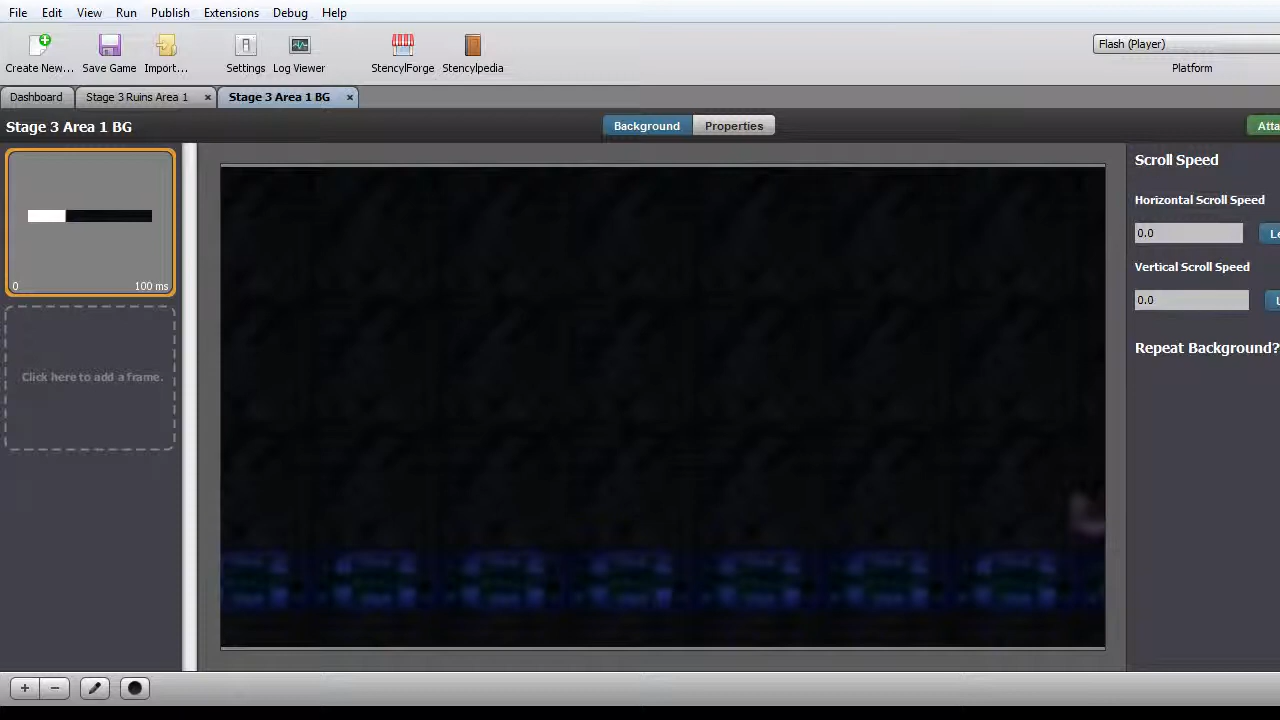 File Edit View Run Publish Extensions Debug Help
Create New... Save Game Import... Settings Log Viewer StencylForge Stencylpedia
Flash (Player)
Platform
Dashboard Stage 3 Ruins Area 1 × Stage 3 Area 1 BG ×
Stage 3 Area 1 BG Background Properties
0 100 ms
Click here to add a frame.
Scroll Speed
Horizontal Scroll Speed
0.0
Vertical Scroll Speed
0.0
Repeat Background?